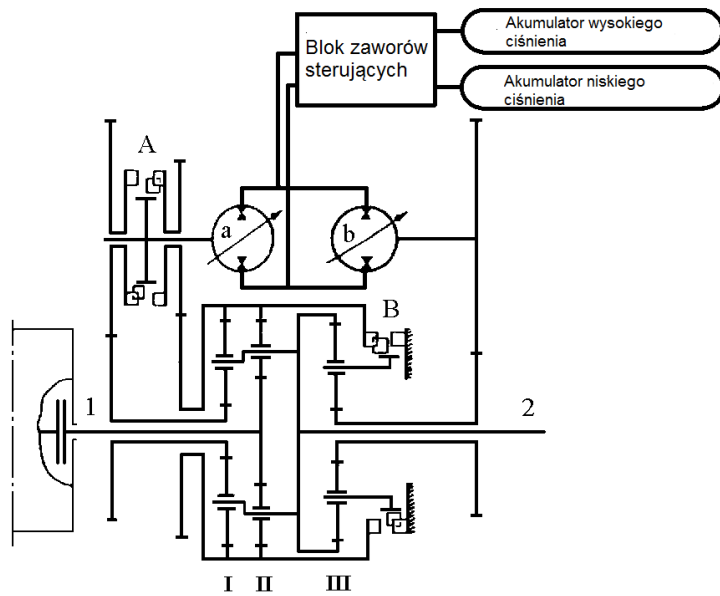 Blok zaworów
sterujących
Akumulator wysokiego
ciśnienia
Akumulator niskiego
ciśnienia
A
a
b
B
1
2
I
II
III